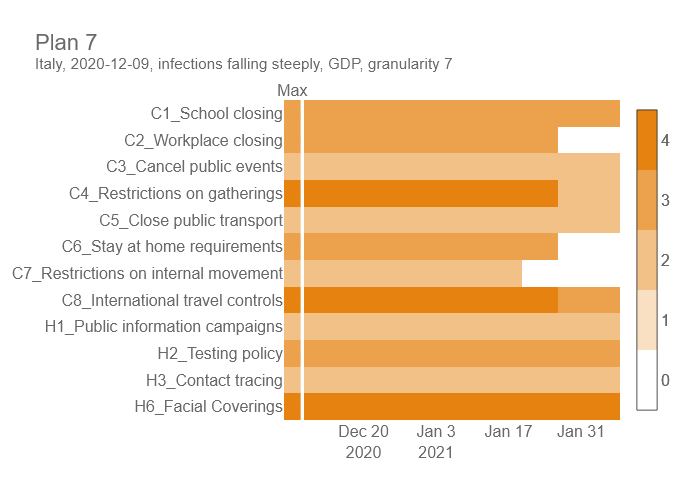 Plan 7
Italy, 2020-12-09, infections falling steeply, GDP, granularity 7
Max
C1_School closing
C2_Workplace closing
C3_Cancel public events
C4_Restrictions on gatherings
C5_Close public transport
C6_Stay at home requirements
C7_Restrictions on internal movement
C8_International travel controls
H1_Public information campaigns
H2_Testing policy
H3_Contact tracing
H6_Facial Coverings
4
3
2
1
0
Dec 20 Jan 3 Jan 17 Jan 31
2020 2021